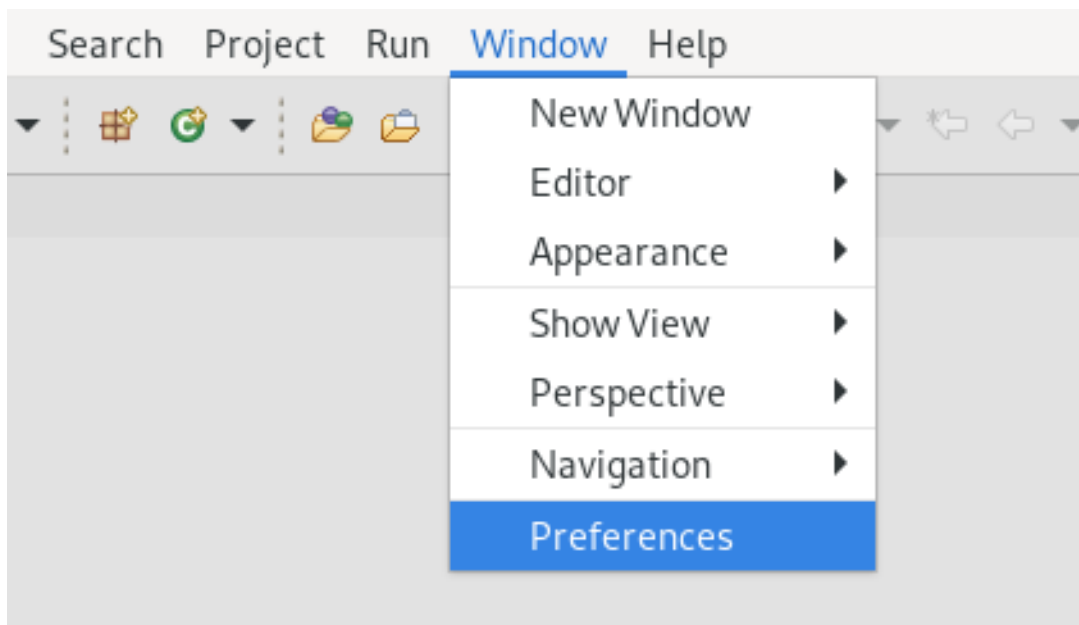 Search Project Run Window Help
New Window
Editor
Appearance
Show View
Perspective
Navigation
Preferences